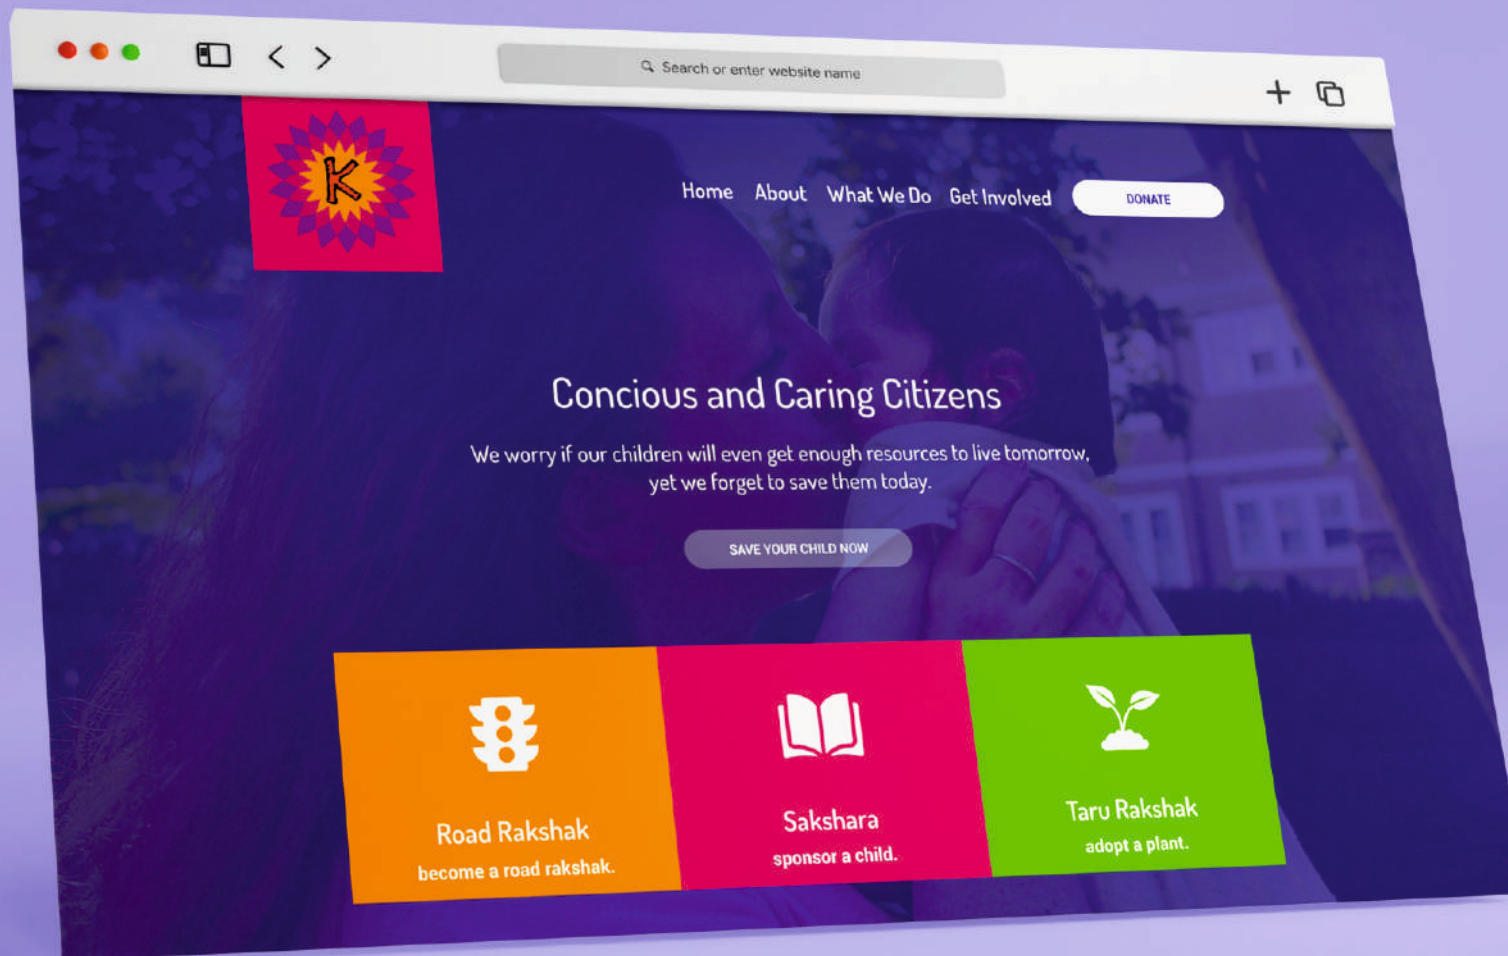 Search or enter website name
K
Home About What We Do Get Involved DONATE
Concious and Caring Citizens
We worry if our children will even get enough resources to live tomorrow,
yet we forget to save them today.
SAVE YOUR CHILD NOW
Road Rakshak
become a road rakshak.
Sakshara
sponsor a child.
Taru Rakshak
adopt a plant.